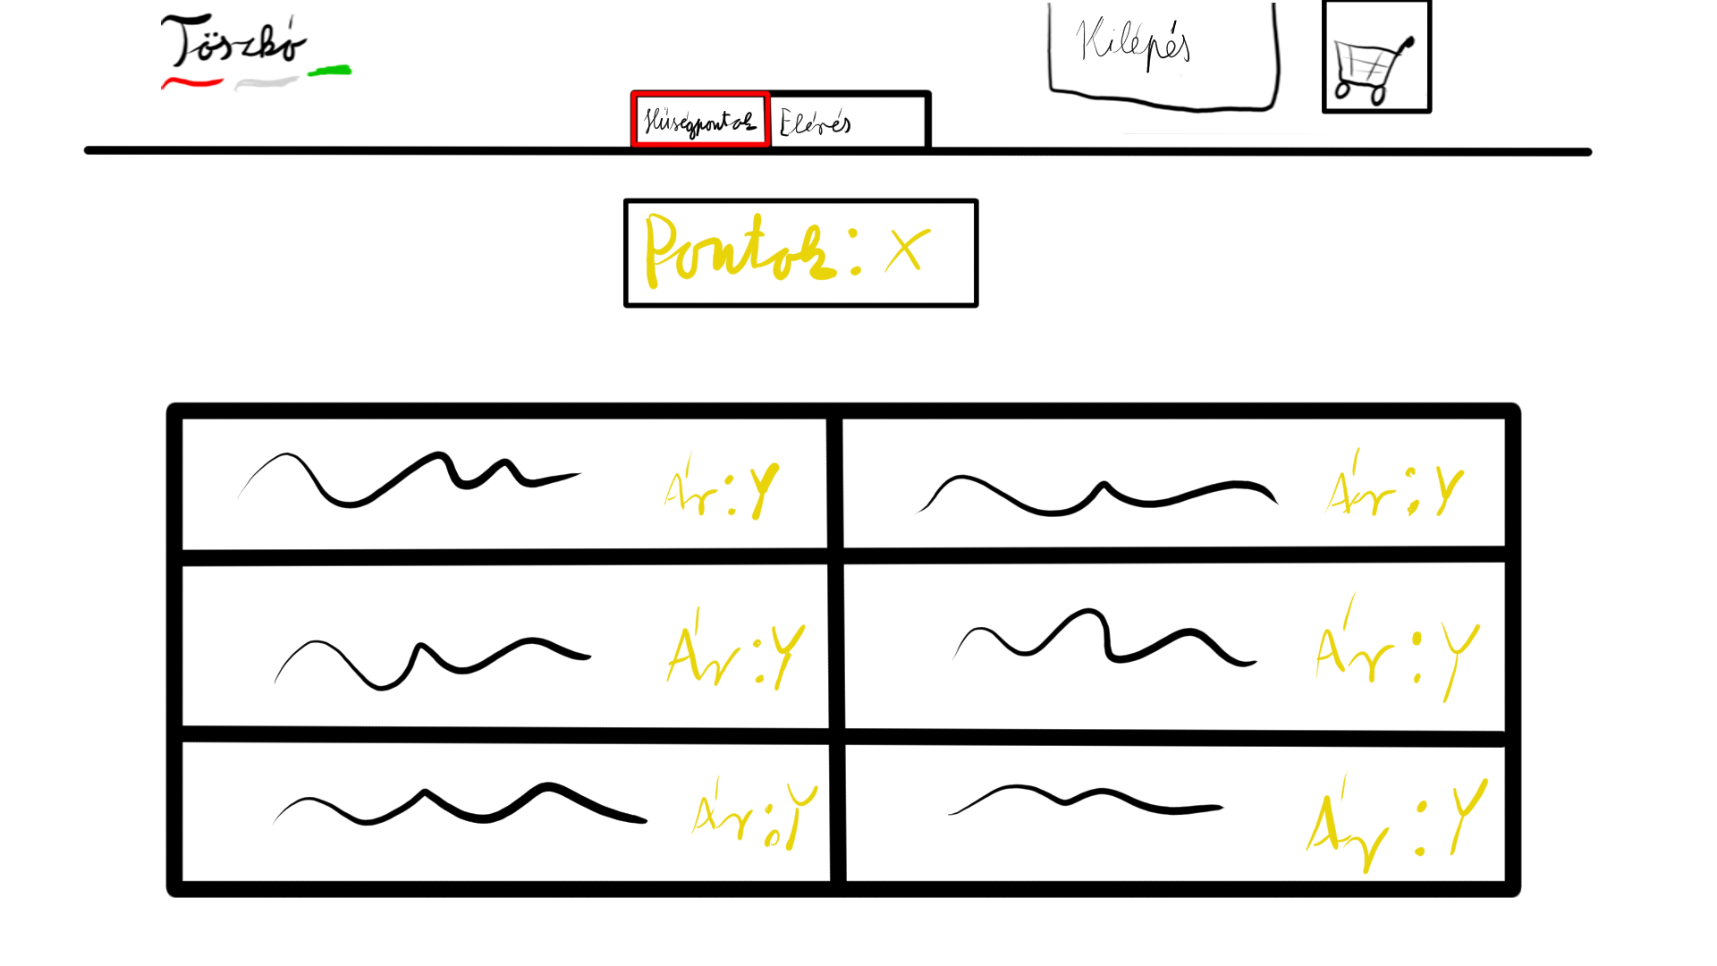 Töszkó
Kilépés
Hűségpontok Elérés
Pontok: X
Ár: Y Ár: Y
Ár: Y Ár: Y
Ár: Y Ár: Y